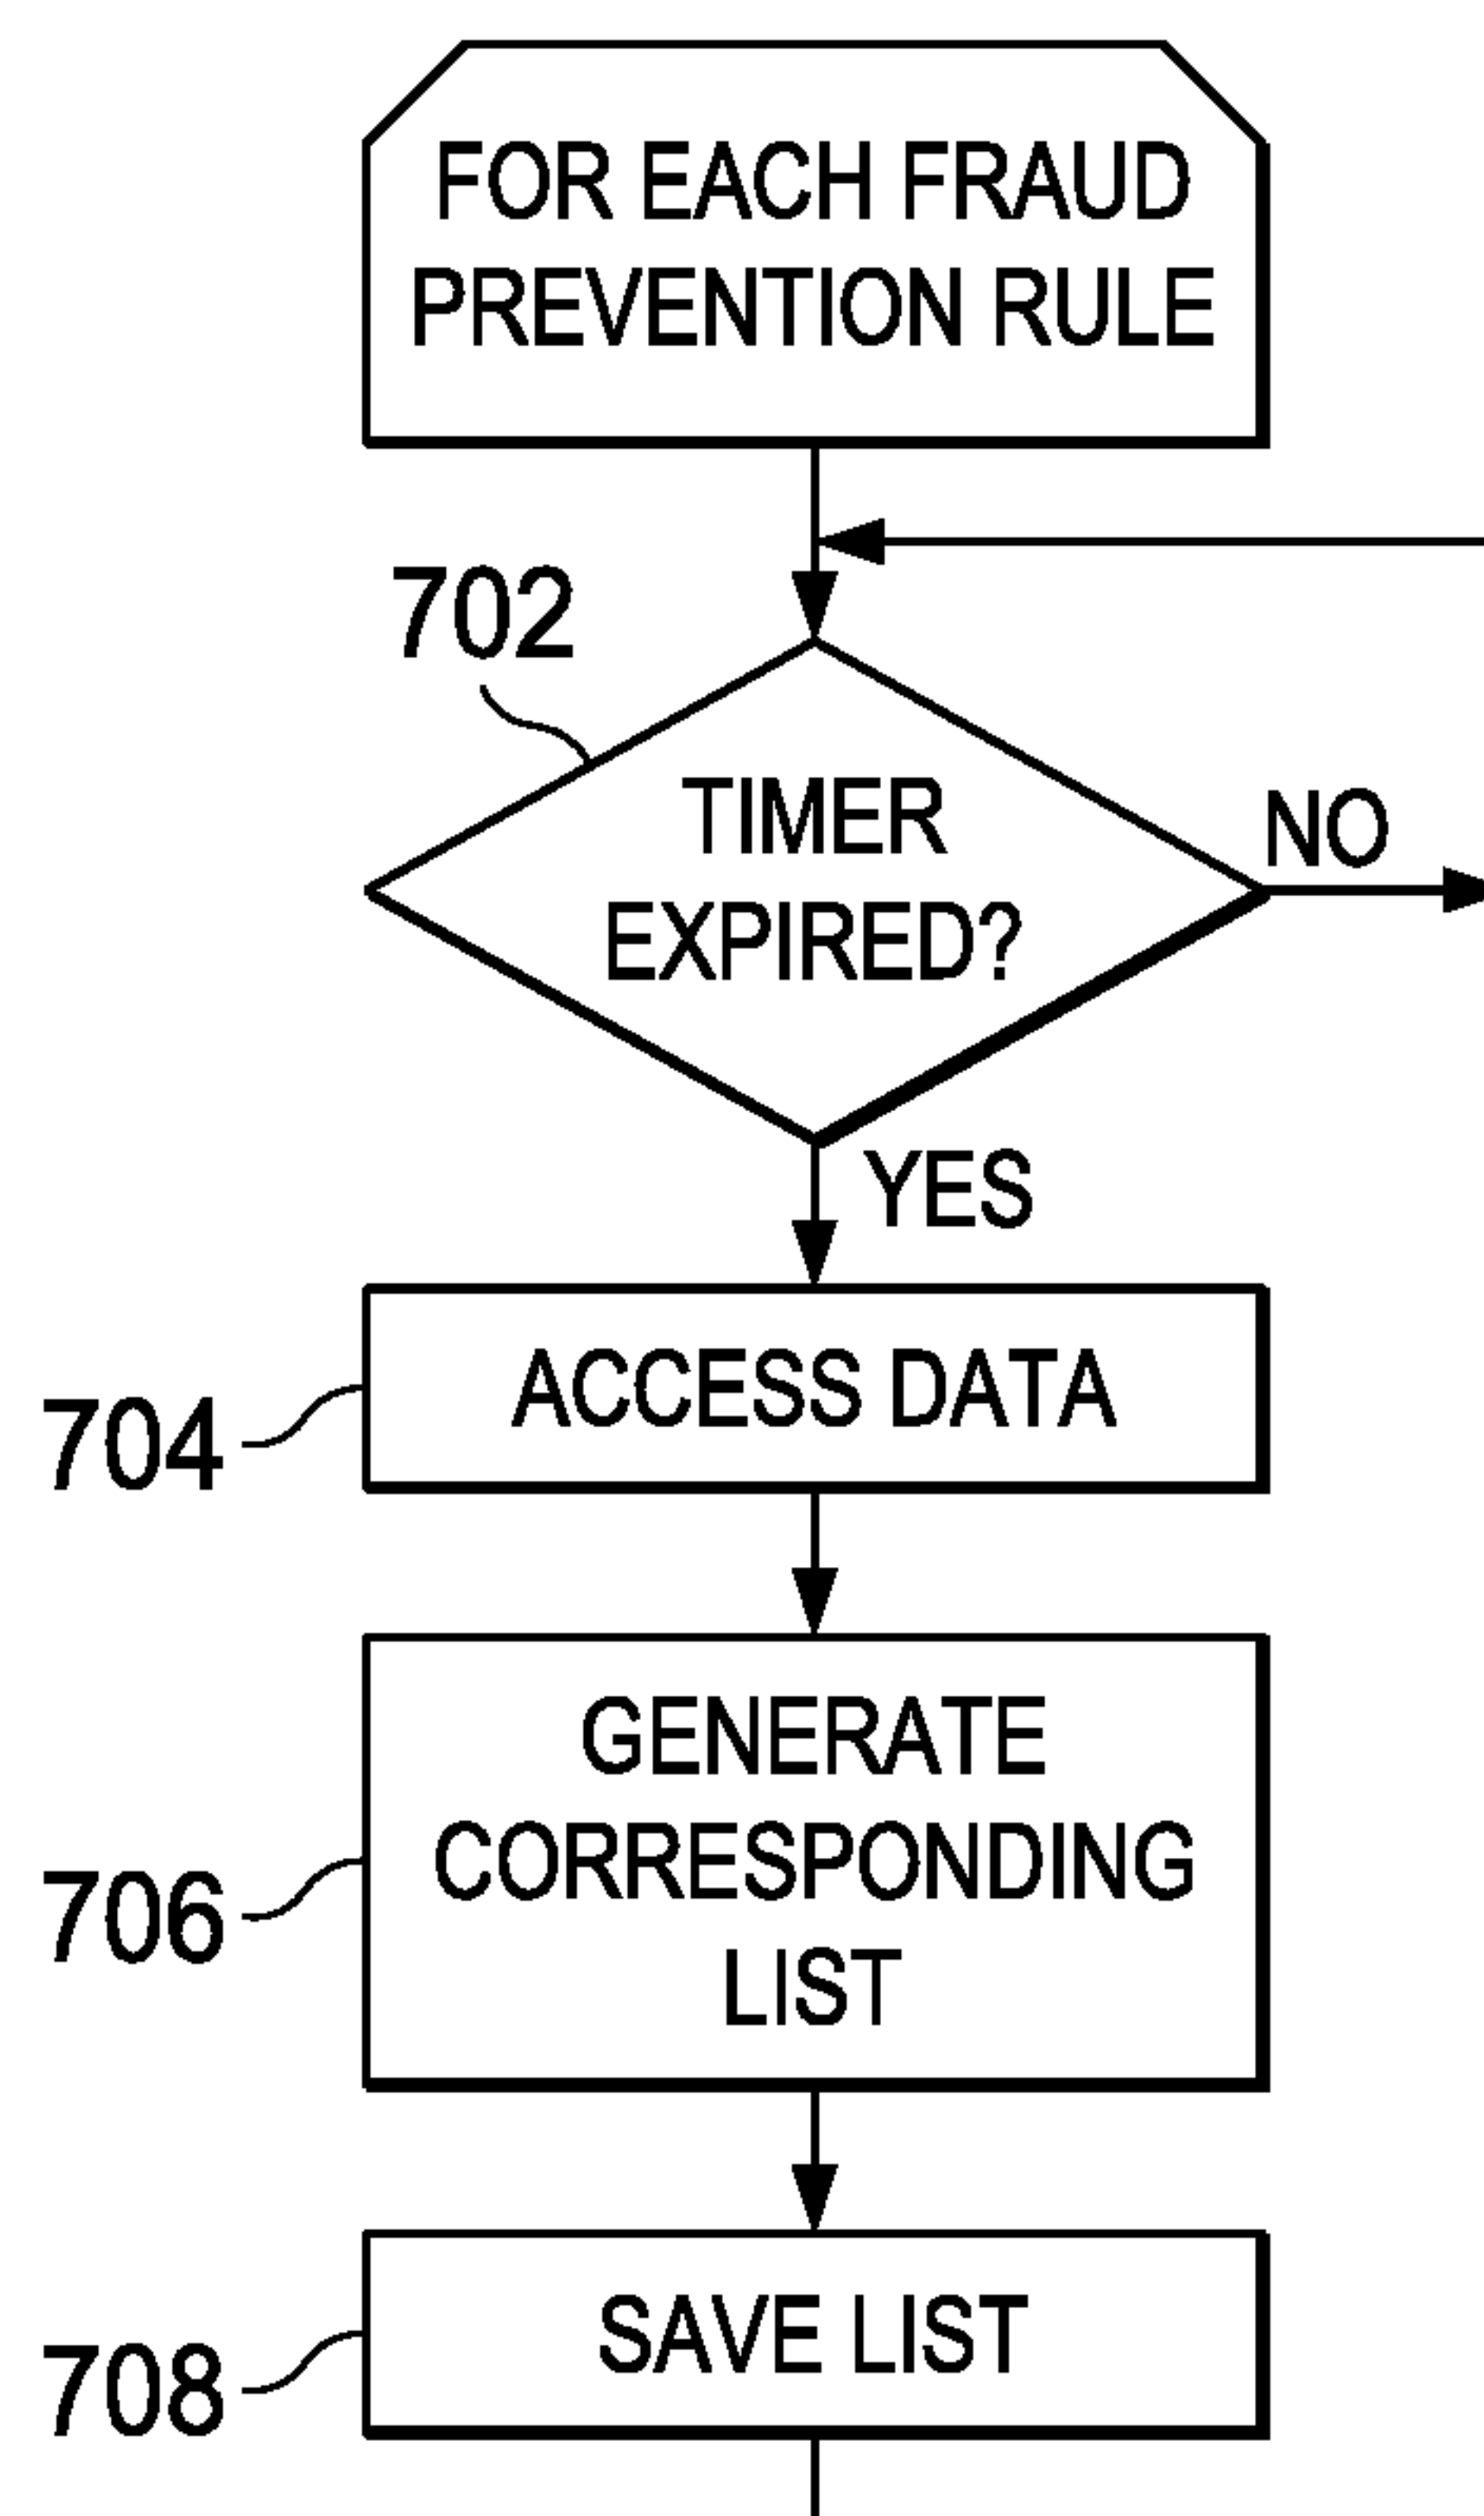 FOR EACH FRAUD
PREVENTION RULE
702
TIMER
EXPIRED?
NO
YES
704
ACCESS DATA
706
GENERATE
CORRESPONDING
LIST
708
SAVE LIST